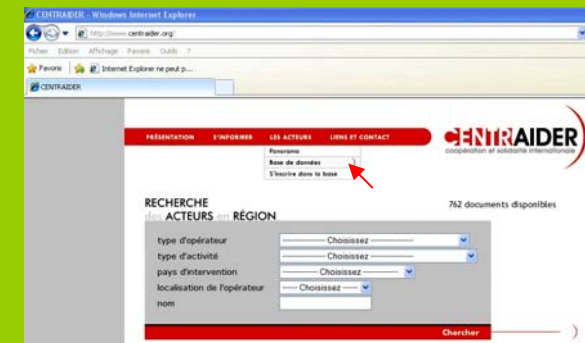 CENTRAIDER - Windows Internet Explorer
http://www.centraider.org/
Fichier Edition Affichage Favoris Outils ?
Favoris Internet Explorer ne peut p...
CENTRAIDER
PRÉSENTATION S'INFORMER LES ACTEURS LIENS ET CONTACT
CENTRAIDER
coopération et solidarité internationale
Panorama
Base de données
S'inscrire dans la base
RECHERCHE
des ACTEURS en RÉGION
762 documents disponibles
type d'opérateur Choisissez
type d'activité Choisissez
pays d'intervention Choisissez
localisation de l'opérateur Choisissez
nom
Chercher